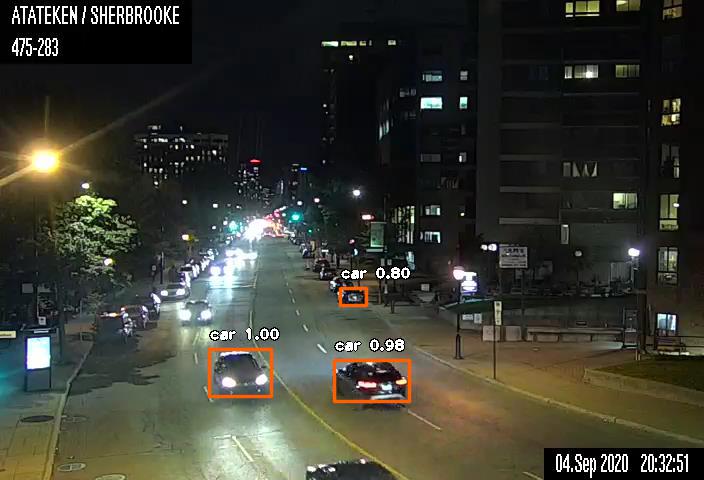 ATATEKEN / SHERBROOKE
475-283
car 0.80
car 1.00
car 0.98
04.Sep 2020 20:32:51